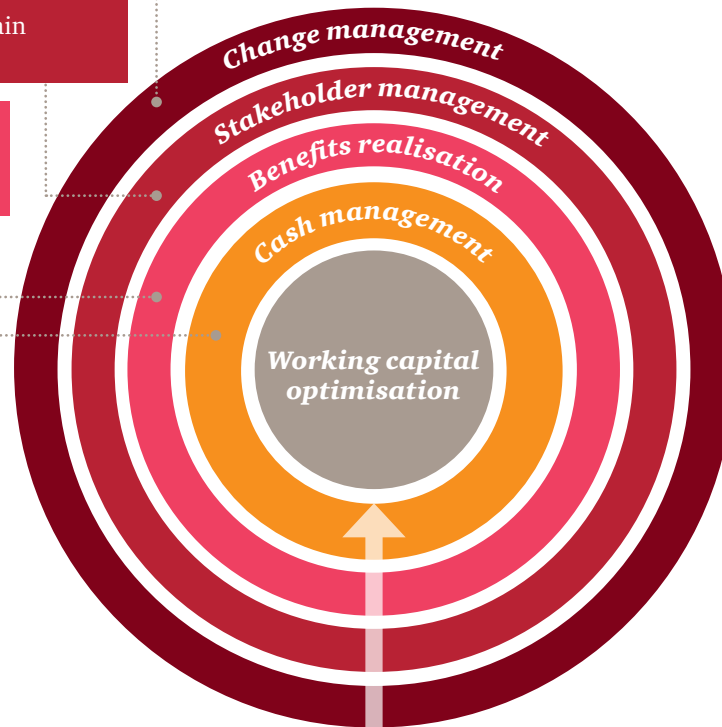 Change management
Stakeholder management
Benefits realisation
Cash management
Working capital
optimisation